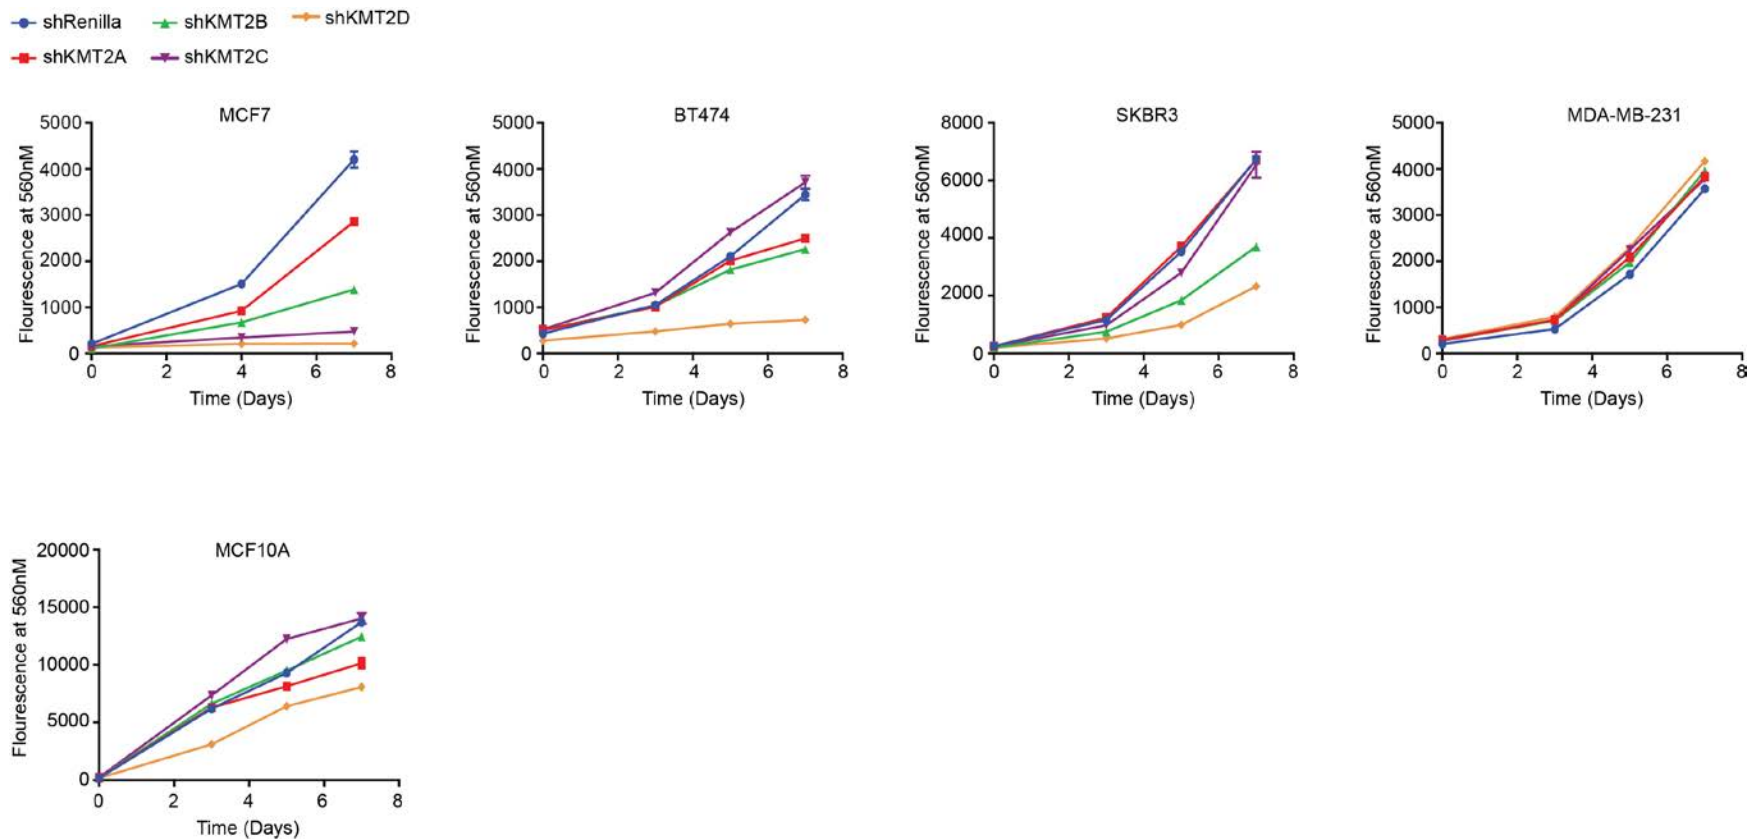 shRenilla
shKMT2B
shKMT2D
shKMT2A
shKMT2C
MCF7
Flourescence at 560nM
5000
4000
3000
2000
1000
0
0 2 4 6 8
Time (Days)
BT474
Flourescence at 560nM
5000
4000
3000
2000
1000
0
0 2 4 6 8
Time (Days)
SKBR3
Flourescence at 560nM
8000
6000
4000
2000
0
0 2 4 6 8
Time (Days)
MDA-MB-231
Flourescence at 560nM
5000
4000
3000
2000
1000
0
0 2 4 6 8
Time (Days)
MCF10A
Flourescence at 560nM
20000
15000
10000
5000
0
0 2 4 6 8
Time (Days)